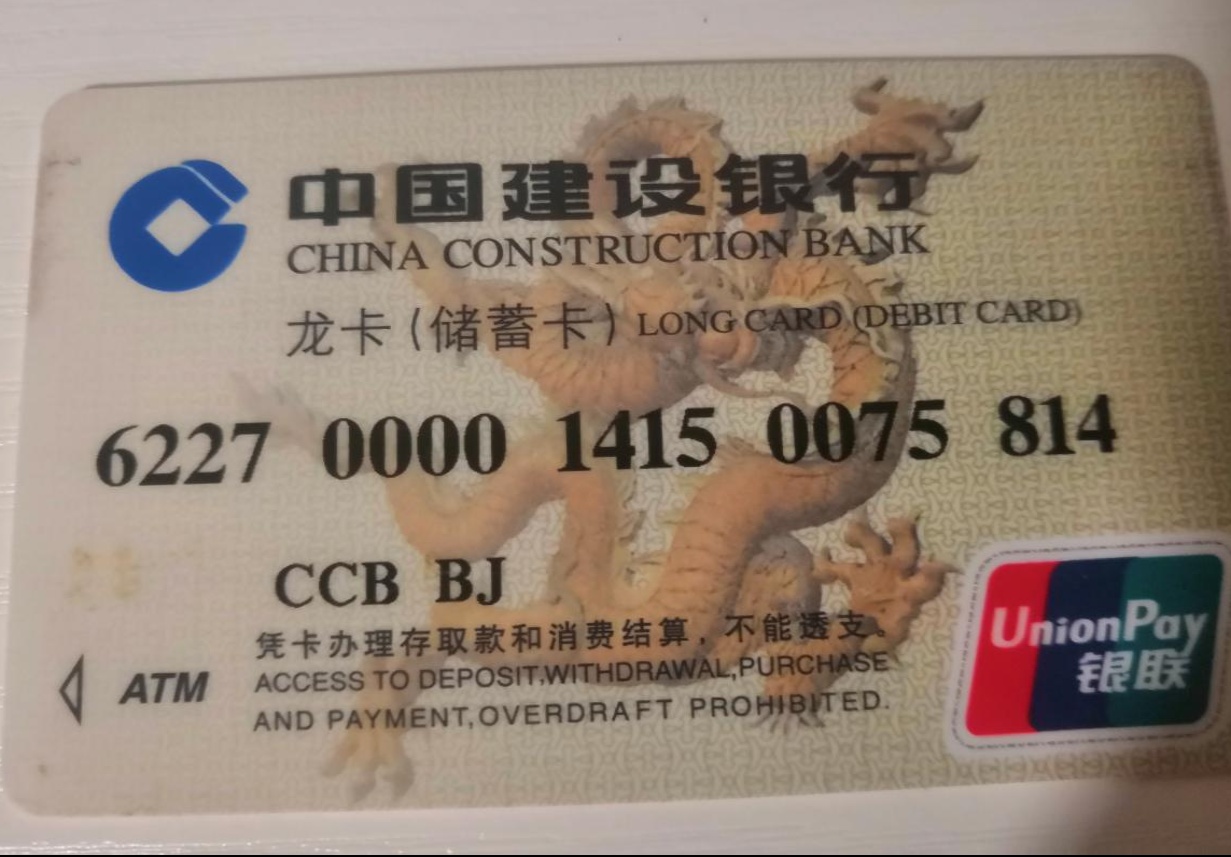 中国建设银行
CHINA CONSTRUCTION BANK
龙卡(储蓄卡) LONG CARD (DEBIT CARD)
6227 0000 1415 0075 814
CCB BJ
凭卡办理存取款和消费结算，不能透支。
ATM ACCESS TO DEPOSIT,WITHDRAWAL,PURCHASE
AND PAYMENT,OVERDRAFT PROHIBITED.
UnionPay
银联